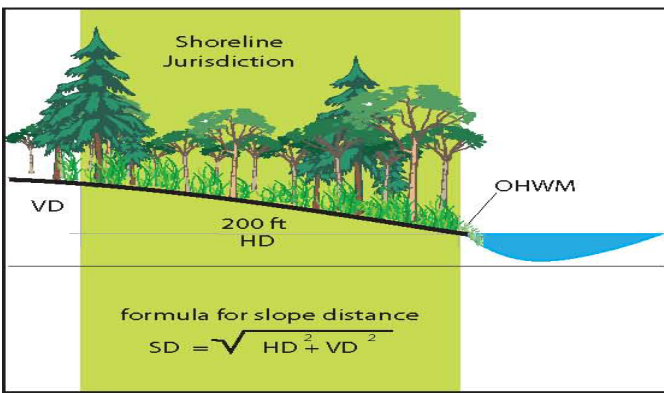 Shoreline
Jurisdiction
OHWM
VD
200 ft
HD
formula for slope distance
SD = √ HD² + VD²